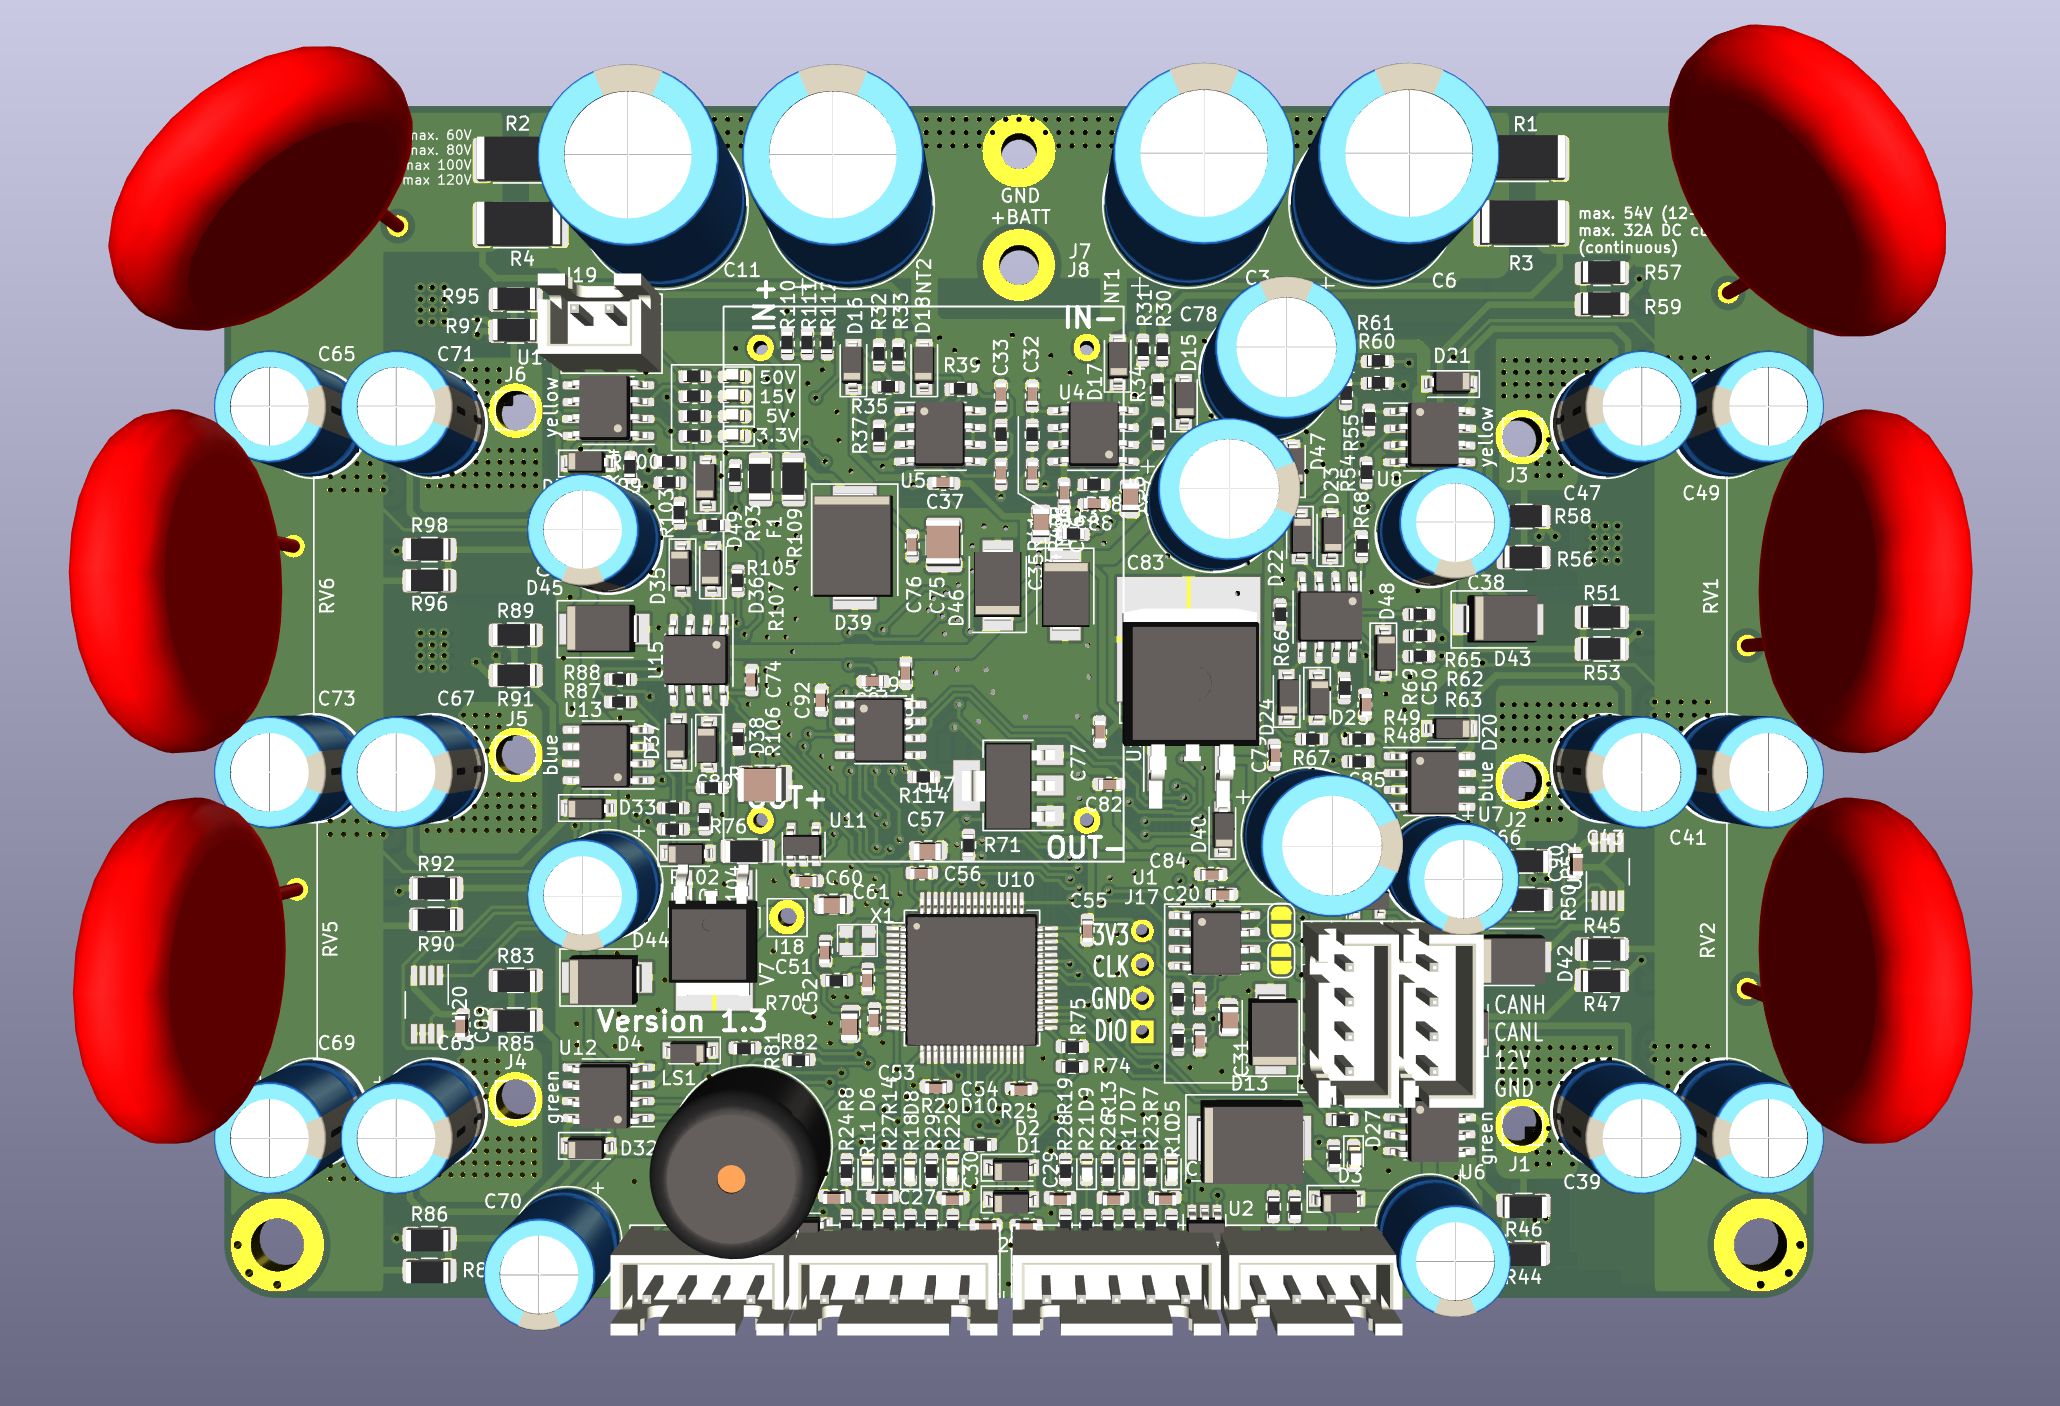 R2
R1
max. 60V
max. 80V
max 100V
max 120V
GND
+BATT
max. 54V (12-
max. 32A DC cu
(continuous)
R4
R3
J7
J8
J19
C11
C3
C6
NT2
NT1
R57
R59
R95
R97
IN+
R110
R111
R112
D16
R32
R33
D18
IN-
R31
R30
C78
R61
R60
C65
C71
U1
J6
R39
C33
C32
D15
D21
50V
15V
5V
3.3V
R35
R37
U4
D17
R34
yellow
yellow
R55
J3
D47
R54
U5
C37
U8
C47
C49
R103
D49
R93
F1
R109
D23
R68
R58
R98
R56
D45
D35
R105
D36
R107
D39
C76
C75
D46
C35
C83
D22
C38
R96
RV6
RV1
R51
R89
D48
U15
R66
D43
R53
R65
R62
R63
R88
R87
R91
C74
C92
R69
C50
C73
C67
U13
J5
D37
D38
R106
D24
D25
R49
R48
D20
blue
blue
R67
C77
C85
J2
U7
D33
OUT+
R114
C82
R76
U11
C57
R71
OUT-
D40
C43
C41
R92
R102
C60
C61
C56
U10
C84
U1
J17
C20
C55
C90
R52
R50
R90
RV5
RV2
X1
J18
3V3
CLK
GND
DIO
R45
D44
R83
C51
V7
C52
R70
D42
R47
CANH
CANL
12V
GND
Version 1.3
C89
R85
C63
C69
U12
J4
D4
R81
R82
R75
R74
C31
D13
LS1
C53
C54
green
green
R24
R8
R11
D6
R27
R14
R18
D8
R29
R20
R22
D10
R25
D2
D1
R28
R19
R21
D9
R26
R13
R17
D7
R23
R7
R10
D5
D27
D32
C30
C29
C27
D3
U6
J1
C39
C70
U2
R86
R46
R44